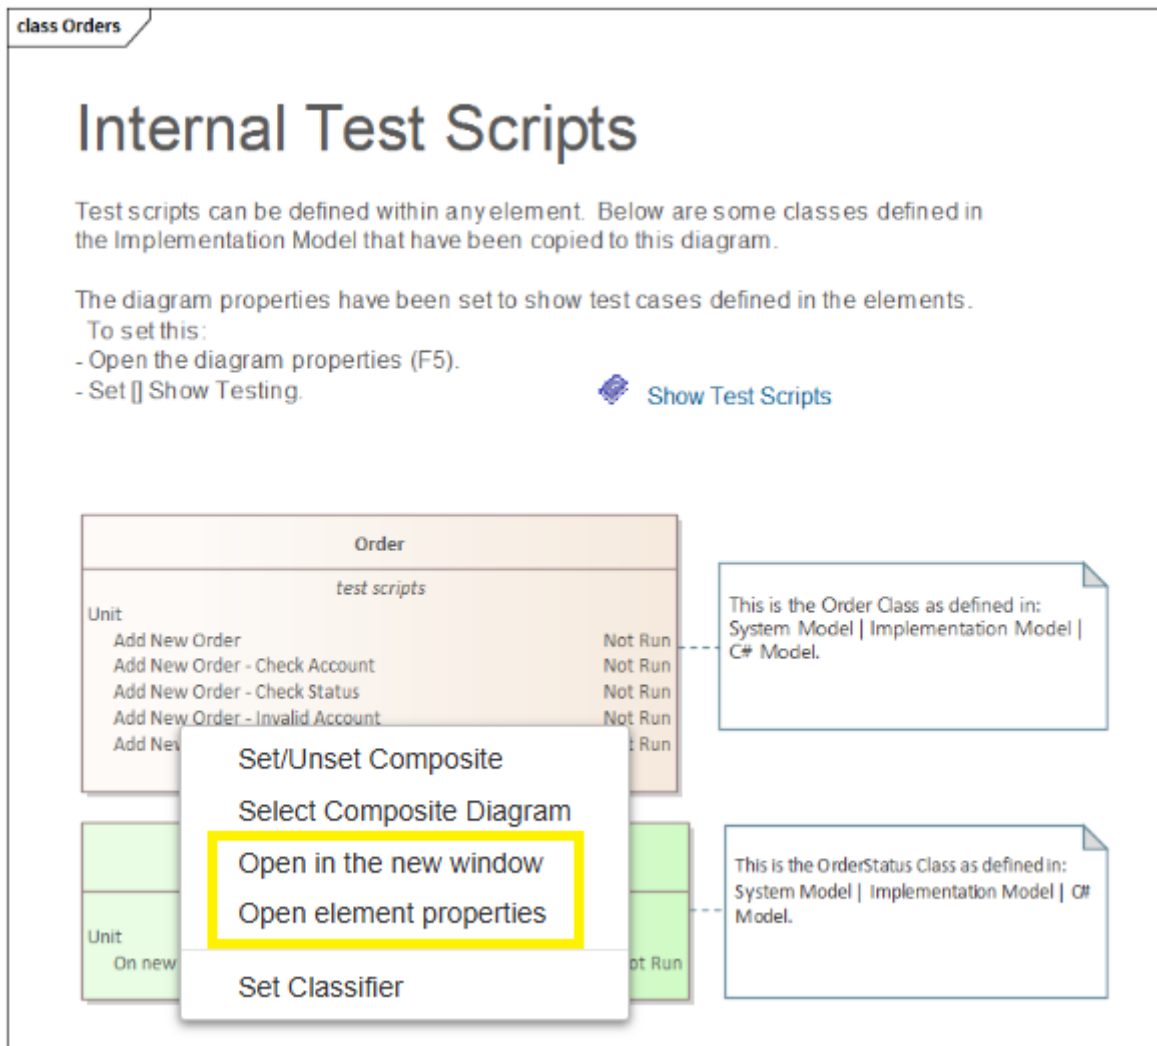 class Orders
Internal Test Scripts
Test scripts can be defined within any element. Below are some classes defined in
the Implementation Model that have been copied to this diagram.
The diagram properties have been set to show test cases defined in the elements.
To set this:
- Open the diagram properties (F5).
- Set [] Show Testing.
Show Test Scripts
Order
test scripts
Unit
Add New Order Not Run
Add New Order - Check Account Not Run
Add New Order - Check Status Not Run
Add New Order - Invalid Account Not Run
Add Run
This is the Order Class as defined in:
System Model | Implementation Model |
C# Model.
Set/Unset Composite
Select Composite Diagram
Open in the new window
Open element properties
Set Classifier
Unit
On new Run
This is the OrderStatus Class as defined in:
System Model | Implementation Model | C#
Model.